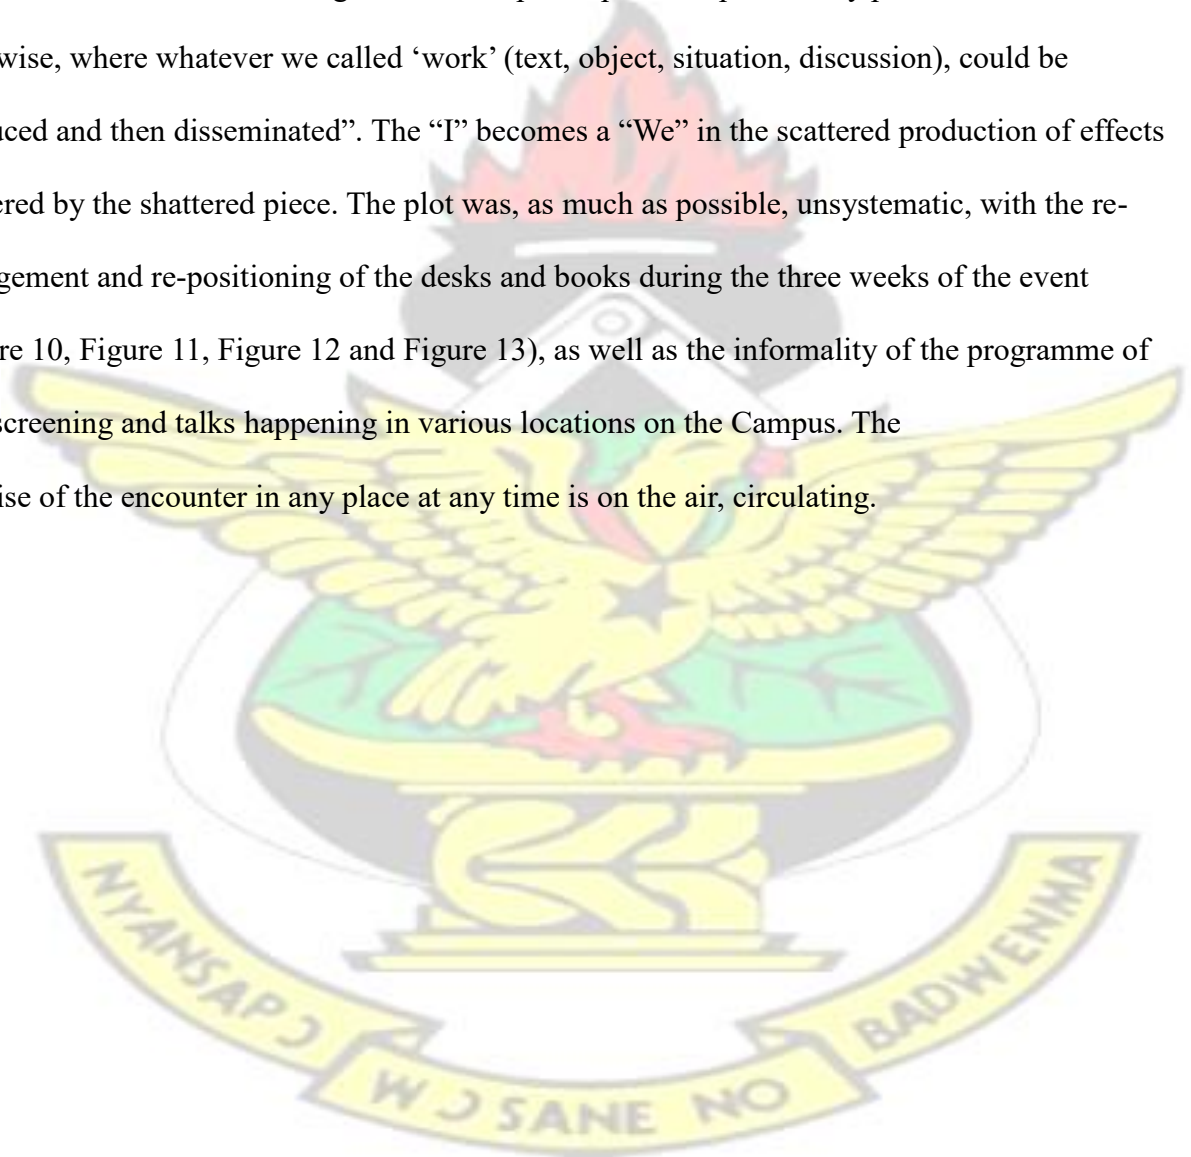 wise, where whatever we called ‘work’ (text, object, situation, discussion), could be
uced and then disseminated”. The “I” becomes a “We” in the scattered production of effects
ered by the shattered piece. The plot was, as much as possible, unsystematic, with the re-
gement and re-positioning of the desks and books during the three weeks of the event
re 10, Figure 11, Figure 12 and Figure 13), as well as the informality of the programme of
screening and talks happening in various locations on the Campus. The
ise of the encounter in any place at any time is on the air, circulating.
NYANSAPƆ
WƆSANE NO
BADWENMA